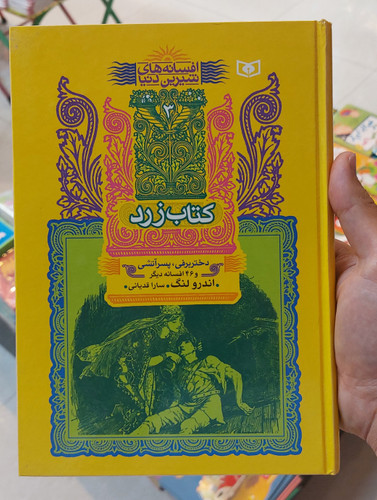 افسانه‌های
شیرین دنیا
۳
کتاب زرد
دختر برفی، پسر آتشی
و ۴۶ افسانه دیگر
اندرو لنگ • سارا قدیانی